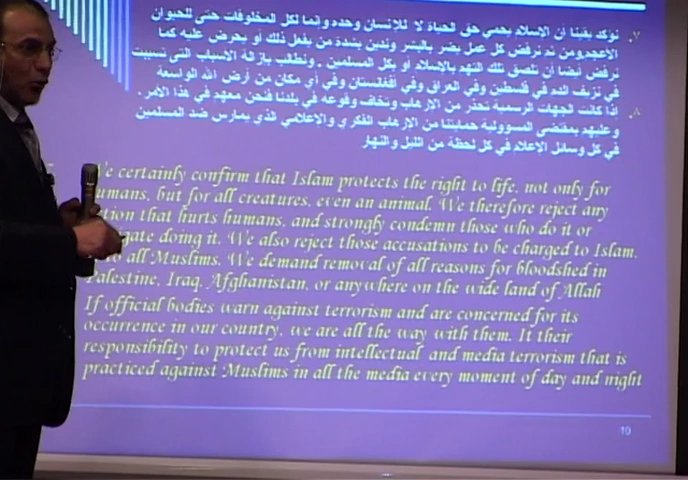 نؤكد يقينا أن الإسلام يحمي حق الحياة لا للإنسان وحده وإنما لكل المخلوقات حتى للحيوان
الأعجم ومن ثم نرفض كل عمل يضر بالبشر وندين بشدة من يفعل ذلك أو يحرض عليه كما
نرفض أيضا أن تلصق تلك التهم بالإسلام أو بكل المسلمين . ونطالب بإزالة الأسباب التى تسببت
في نزيف الدم في فلسطين وفي العراق وفي أفغانستان وفي أي مكان من أرض الله الواسعة
إذا كانت الجهات الرسمية تحذر من الإرهاب وتخاف وقوعه في بلدنا فنحن معهم في هذا الأمر.
وعليهم بمقتضى المسؤولية حمايتنا من الإرهاب الفكري والإعلامي الذي يمارس ضد المسلمين
في كل وسائل الإعلام في كل لحظة من الليل والنهار
We certainly confirm that Islam protects the right to life, not only for
umans, but for all creatures, even an animal. We therefore reject any
tion that hurts humans, and strongly condemn those who do it or
gate doing it. We also reject those accusations to be charged to Islam,
to all Muslims. We demand removal of all reasons for bloodshed in
Palestine, Iraq, Afghanistan, or anywhere on the wide land of Allah
If official bodies warn against terrorism and are concerned for its
occurrence in our country, we are all the way with them. It their
responsibility to protect us from intellectual and media terrorism that is
practiced against Muslims in all the media every moment of day and night
10